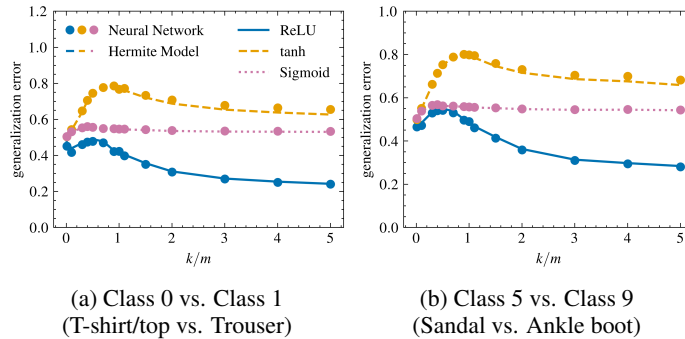 1.2
1.0
0.8
0.6
0.4
0.2
0.0
generalization error
Neural Network
Hermite Model
ReLU
tanh
Sigmoid
0 1 2 3 4 5
k/m
1.0
0.8
0.6
0.4
0.2
0.0
generalization error
0 1 2 3 4 5
k/m
(a) Class 0 vs. Class 1
(T-shirt/top vs. Trouser)
(b) Class 5 vs. Class 9
(Sandal vs. Ankle boot)